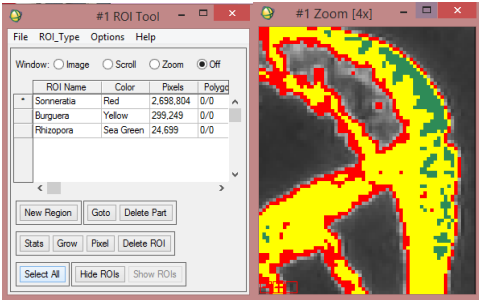 #1 ROI Tool
File ROI_Type Options Help
Window: Image Scroll Zoom Off
ROI Name Color Pixels Polygo
* Sonneratia Red 2,698,804 0/0
Burguera Yellow 299,249 0/0
Rhizopora Sea Green 24,699 0/0
New Region Goto Delete Part
Stats Grow Pixel Delete ROI
Select All Hide ROIs Show ROIs
#1 Zoom [4x]